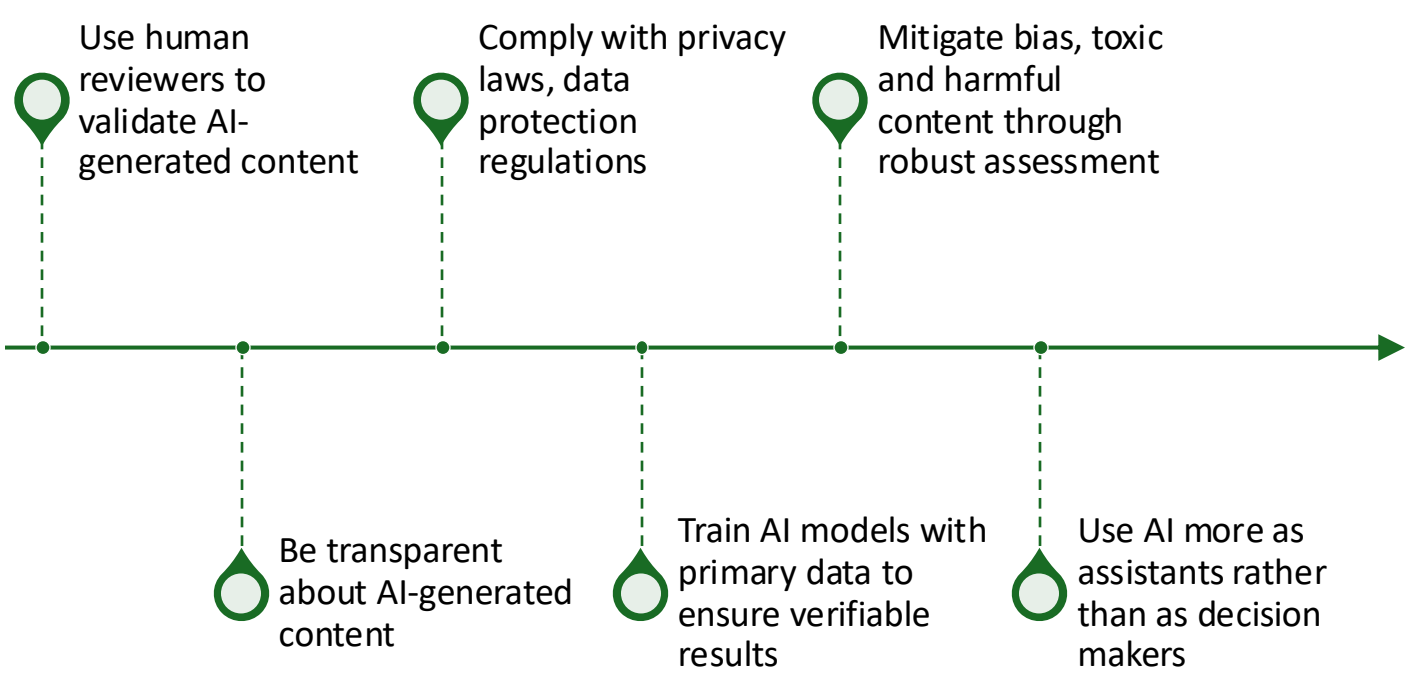 Use human
reviewers to
validate AI-
generated content
Comply with privacy
laws, data
protection
regulations
Mitigate bias, toxic
and harmful
content through
robust assessment
Be transparent
about AI-generated
content
Train AI models with
primary data to
ensure verifiable
results
Use AI more as
assistants rather
than as decision
makers